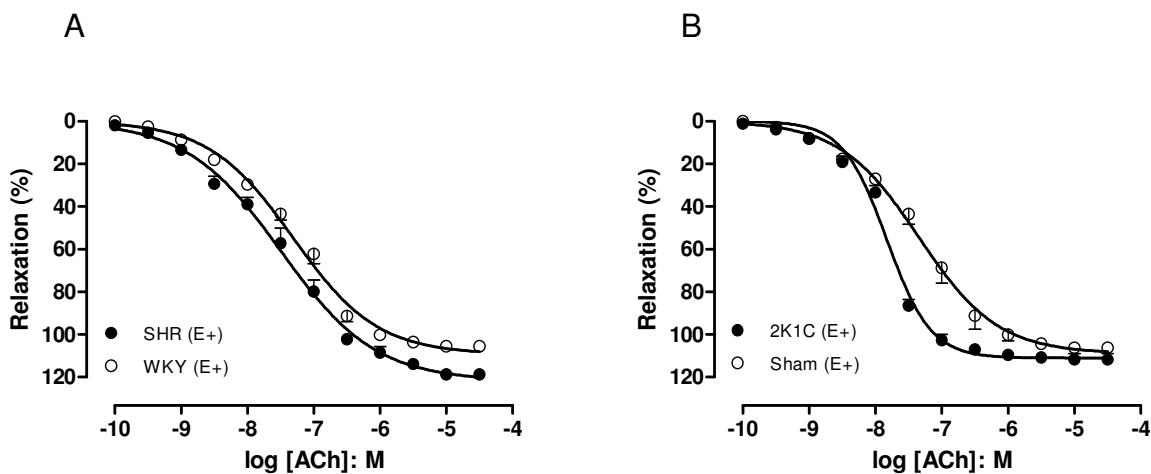 A
0
20
40
60
80
100
120
Relaxation (%)
SHR (E+)
WKY (E+)
-10 -9 -8 -7 -6 -5 -4
log [ACh]: M
B
0
20
40
60
80
100
120
Relaxation (%)
2K1C (E+)
Sham (E+)
-10 -9 -8 -7 -6 -5 -4
log [ACh]: M